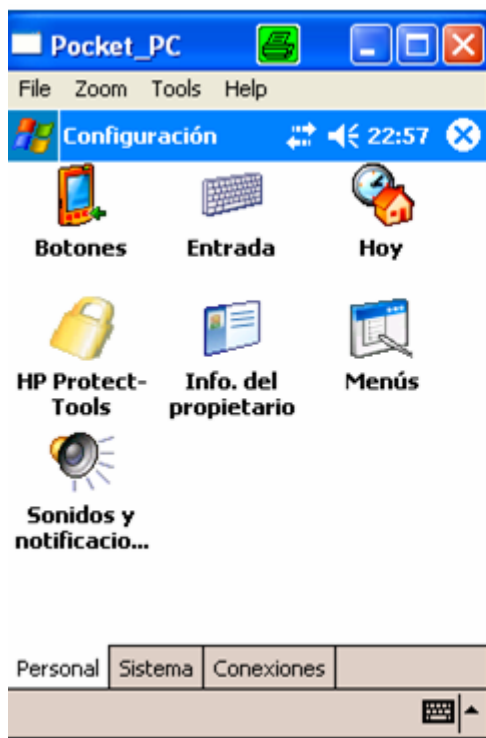 Pocket_PC
File Zoom Tools Help
Configuración 22:57
Botones Entrada Hoy
HP Protect- Info. del Menús
Tools propietario
Sonidos y
notificacio...
Personal Sistema Conexiones